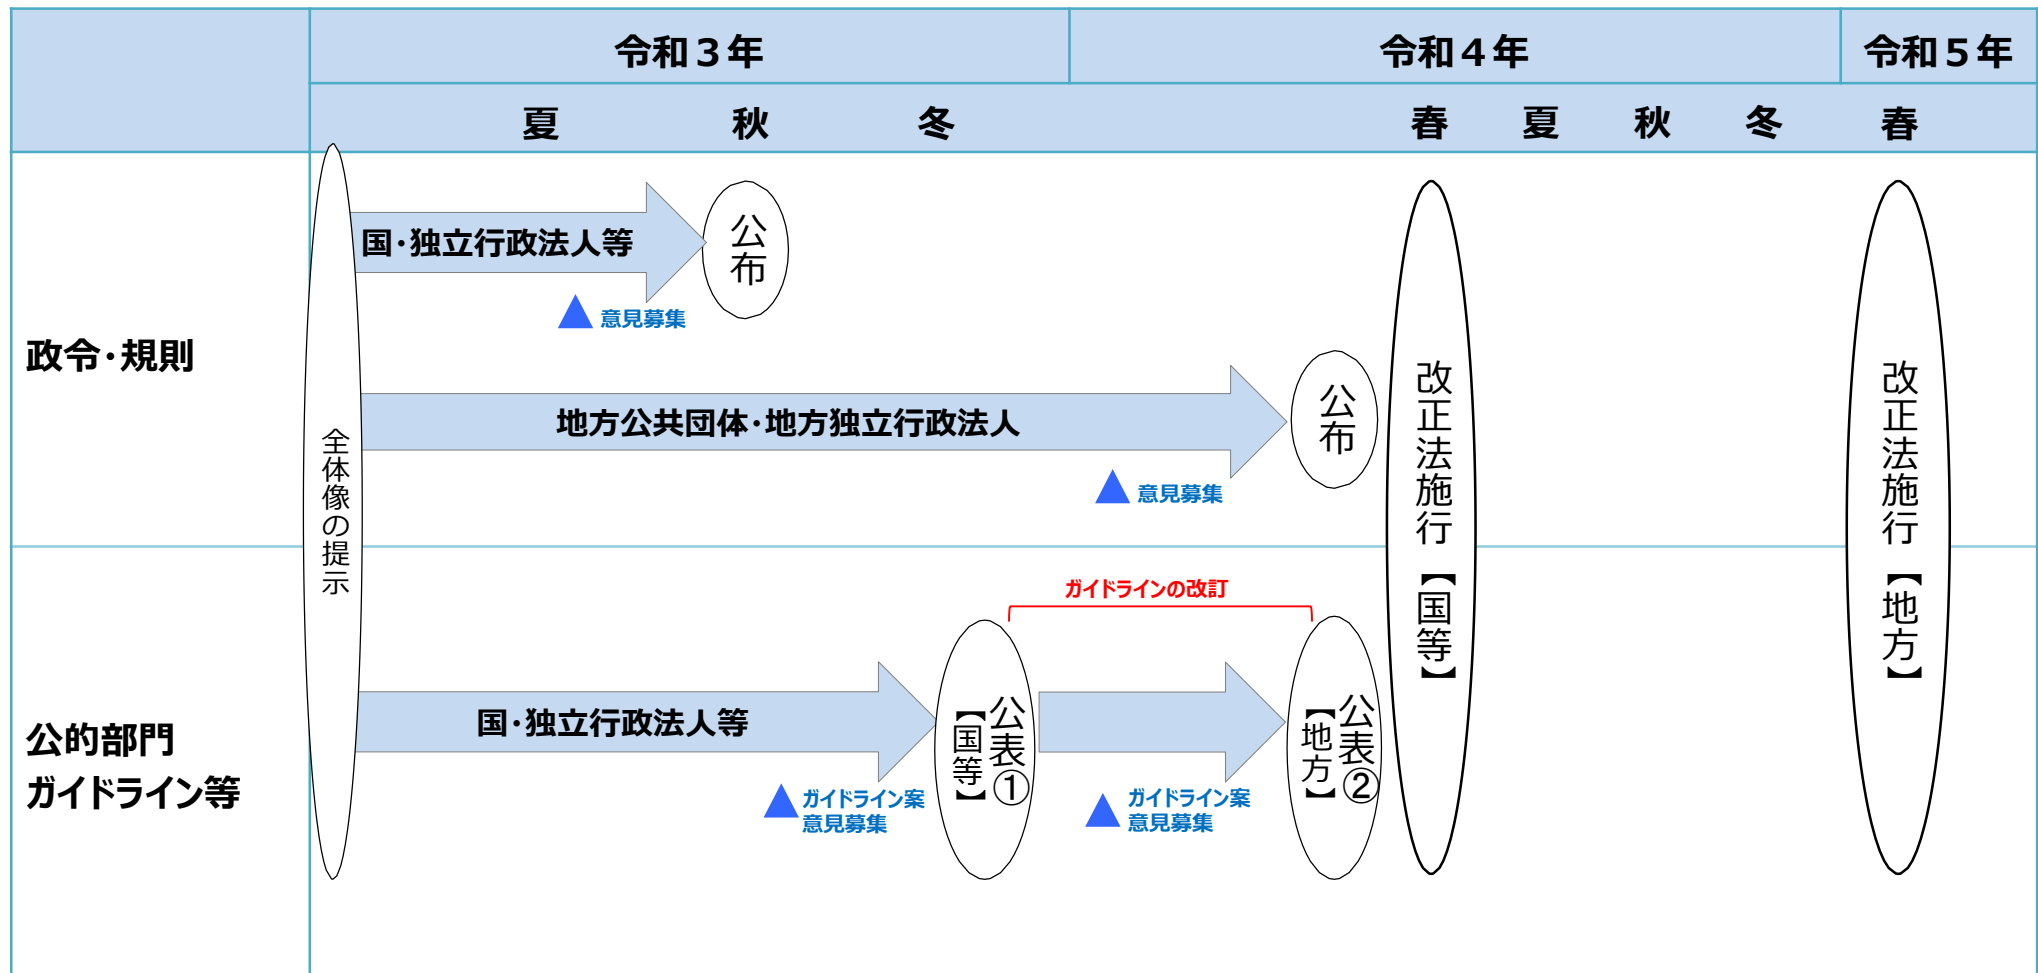 令和３年
令和４年
令和５年
夏
秋
冬
春
夏
秋
冬
春
政令・規則
全体像の提示
国・独立行政法人等
公布
意見募集
地方公共団体・地方独立行政法人
公布
意見募集
改正法施行【国等】
改正法施行【地方】
公的部門
ガイドライン等
ガイドラインの改訂
国・独立行政法人等
公表①
【国等】
ガイドライン案
意見募集
公表②
【地方】
ガイドライン案
意見募集